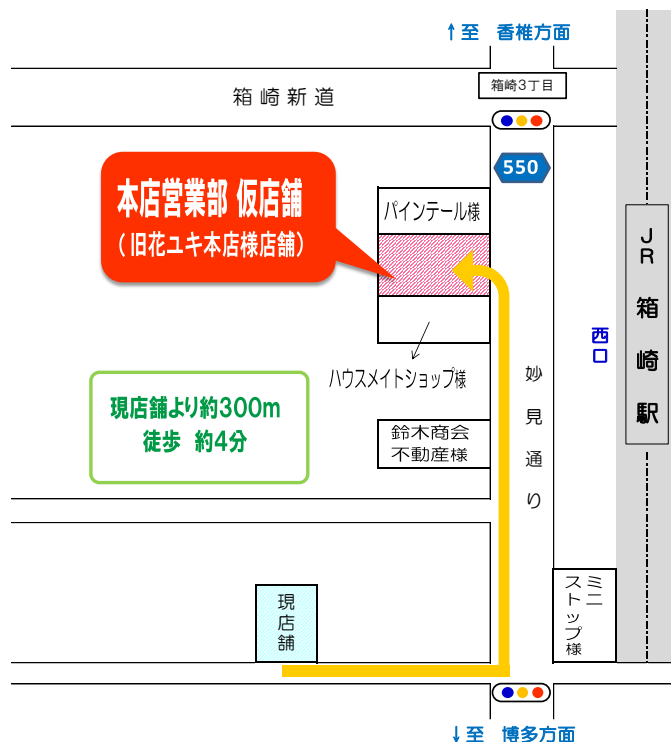 ↑至 香椎方面
箱崎3丁目
箱崎新道
550
本店営業部 仮店舗
(旧花ユキ本店様店舗)
パインテール様
JR 箱崎駅
西口
ハウスメイトショップ様
妙見通り
現店舗より約300m
徒歩 約4分
鈴木商会
不動産様
現店舗
ミニ
ストップ様
↓至 博多方面